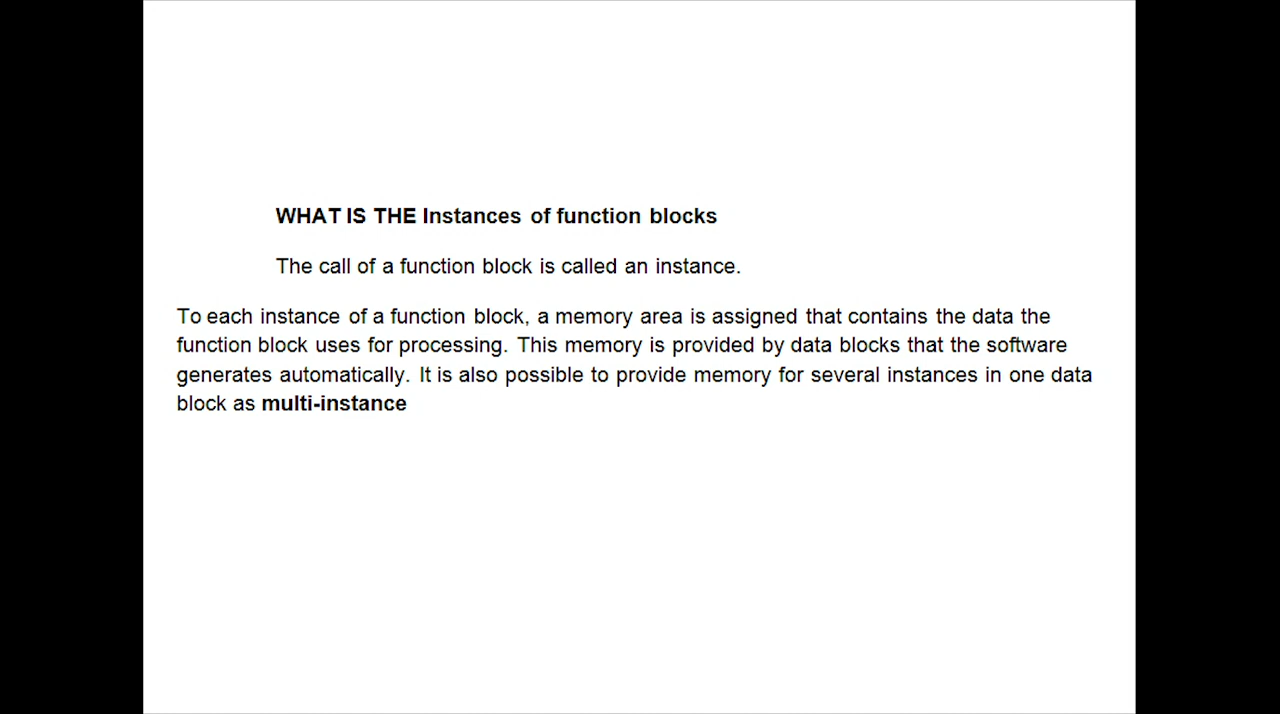 WHAT IS THE Instances of function blocks
The call of a function block is called an instance.
To each instance of a function block, a memory area is assigned that contains the data the
function block uses for processing. This memory is provided by data blocks that the software
generates automatically. It is also possible to provide memory for several instances in one data
block as multi-instance